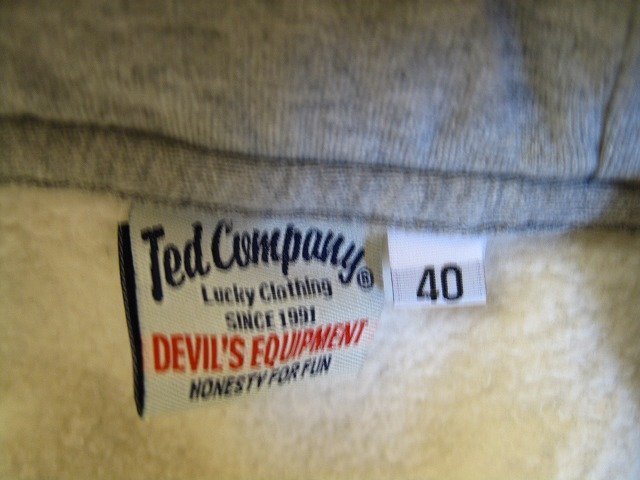 Ted Company®
Lucky Clothing
SINCE 1991
DEVIL'S EQUIPMENT
HONESTY FOR FUN
40